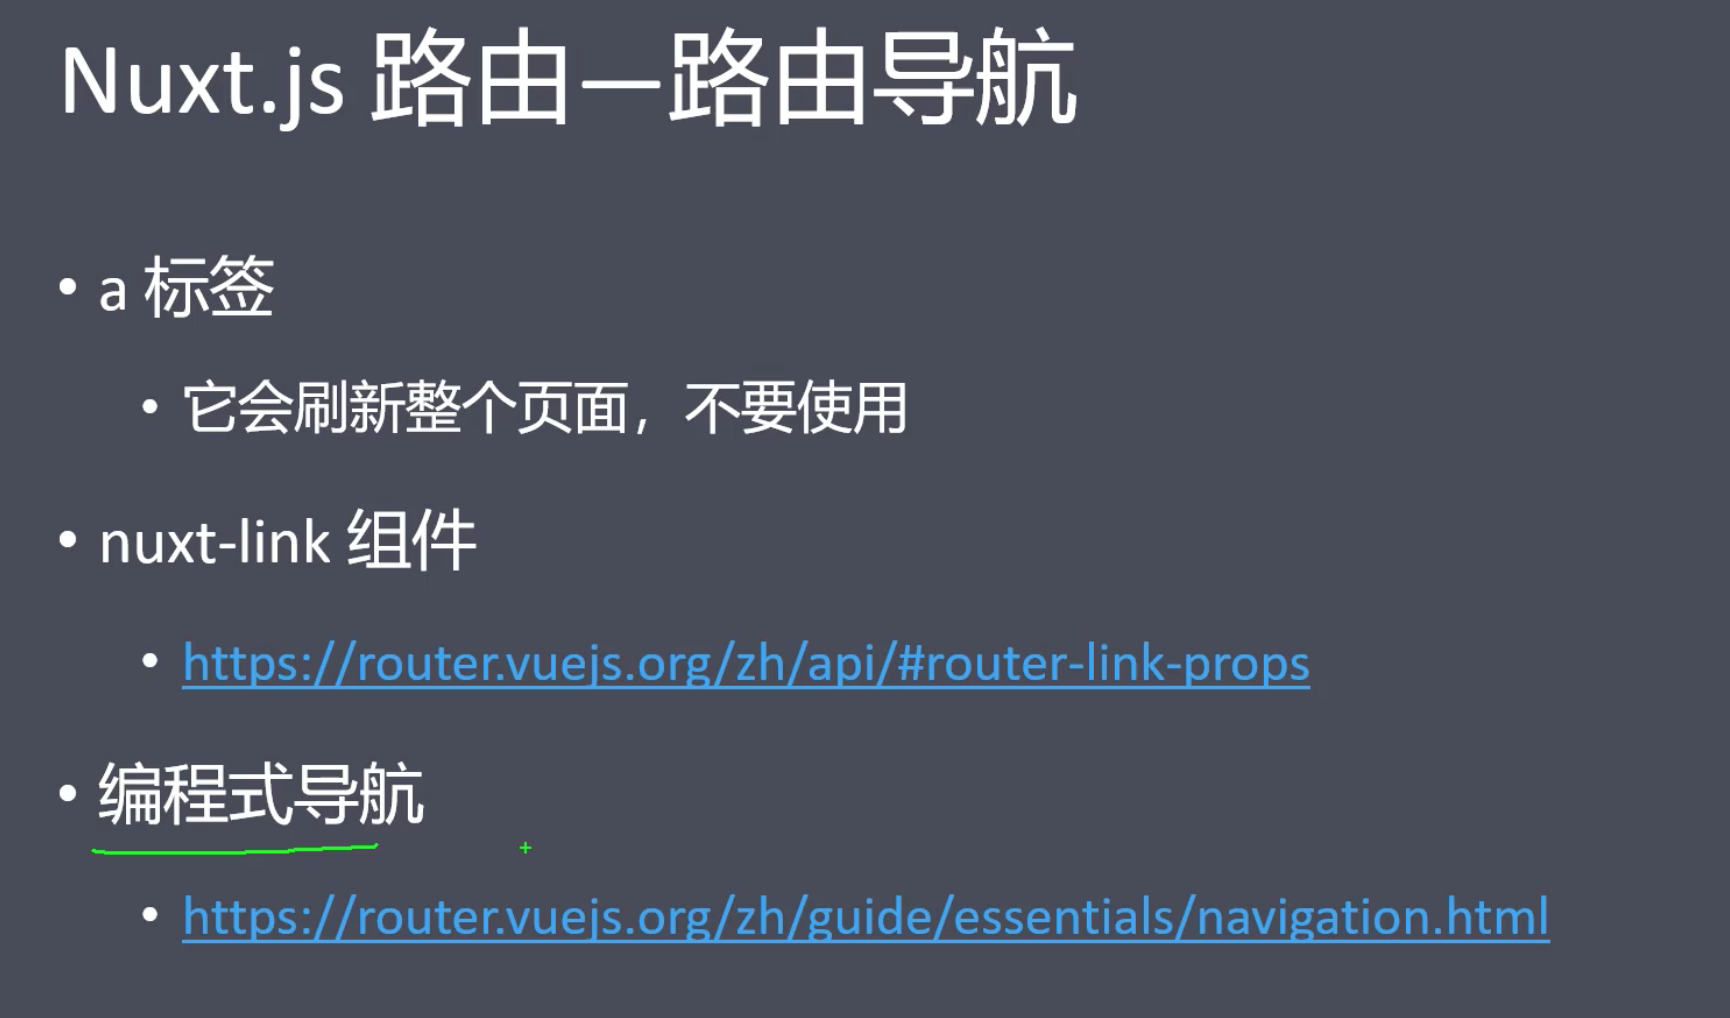 Nuxt.js 路由—路由导航
• a 标签
• 它会刷新整个页面，不要使用
• nuxt-link 组件
• https://router.vuejs.org/zh/api/#router-link-props
• 编程式导航
• https://router.vuejs.org/zh/guide/essentials/navigation.html